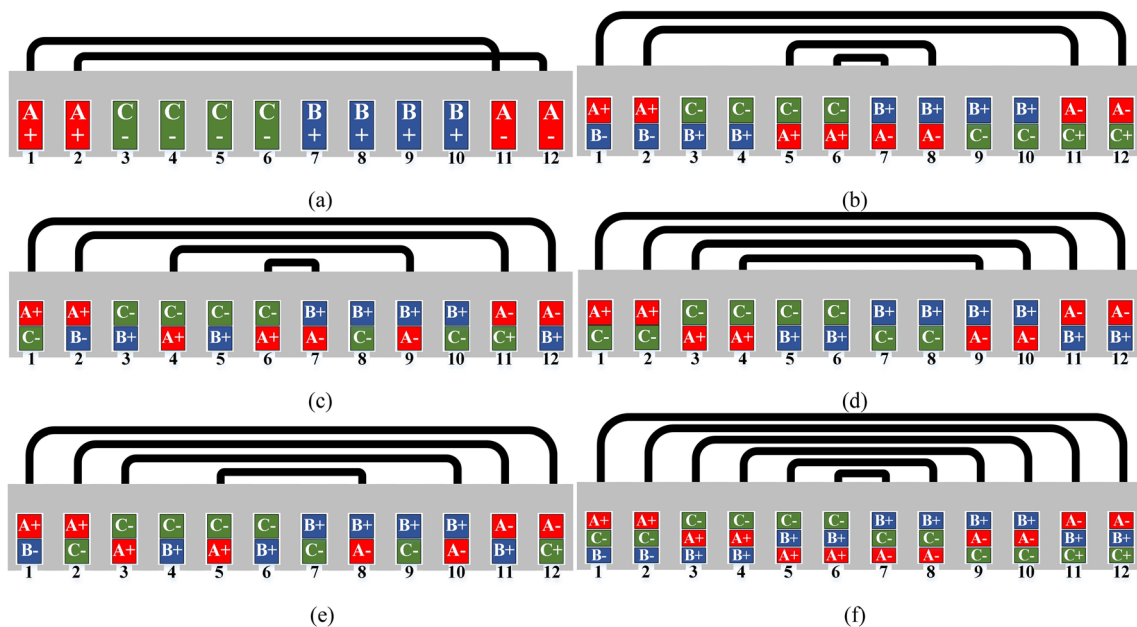 A A C C C C B B B B A A
+ + - - - - + + + + - -
1 2 3 4 5 6 7 8 9 10 11 12
(a)
A+ A+ C- C- C- C- B+ B+ B+ B+ A- A-
B- B- B+ B+ A+ A+ A- A- C- C- C+ C+
1 2 3 4 5 6 7 8 9 10 11 12
(b)
A+ A+ C- C- C- C- B+ B+ B+ B+ A- A-
C- B- B+ A+ B+ A+ A- C- A- C- C+ B+
1 2 3 4 5 6 7 8 9 10 11 12
(c)
A+ A+ C- C- C- C- B+ B+ B+ B+ A- A-
C- C- A+ A+ B+ B+ C- C- A- A- B+ B+
1 2 3 4 5 6 7 8 9 10 11 12
(d)
A+ A+ C- C- C- C- B+ B+ B+ B+ A- A-
B- C- A+ B+ A+ B+ C- A- C- A- B+ C+
1 2 3 4 5 6 7 8 9 10 11 12
(e)
A+ A+ C- C- C- C- B+ B+ B+ B+ A- A-
C- C- A+ A+ B+ B+ C- C- A- A- B+ B+
B- B- B+ B+ A+ A+ A- A- C- C- C+ C+
1 2 3 4 5 6 7 8 9 10 11 12
(f)